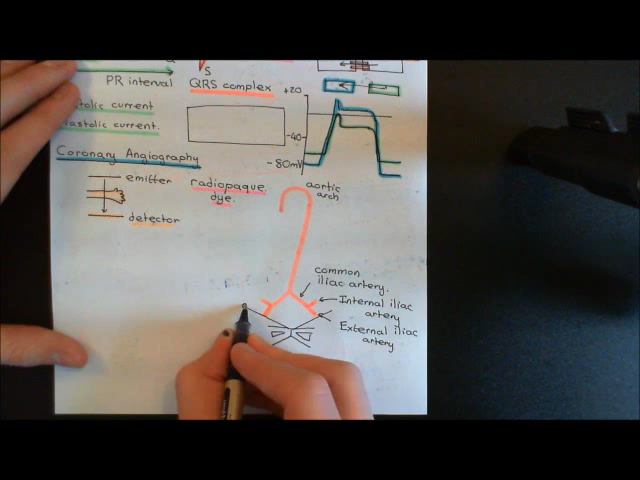 S
PR interval
QRS complex
+20
-40
-80mV
tolic current
astolic current.
Coronary Angiography
emitter
detector
radiopaque
dye.
aortic
arch
common
iliac artery.
Internal iliac
artery
External iliac
artery